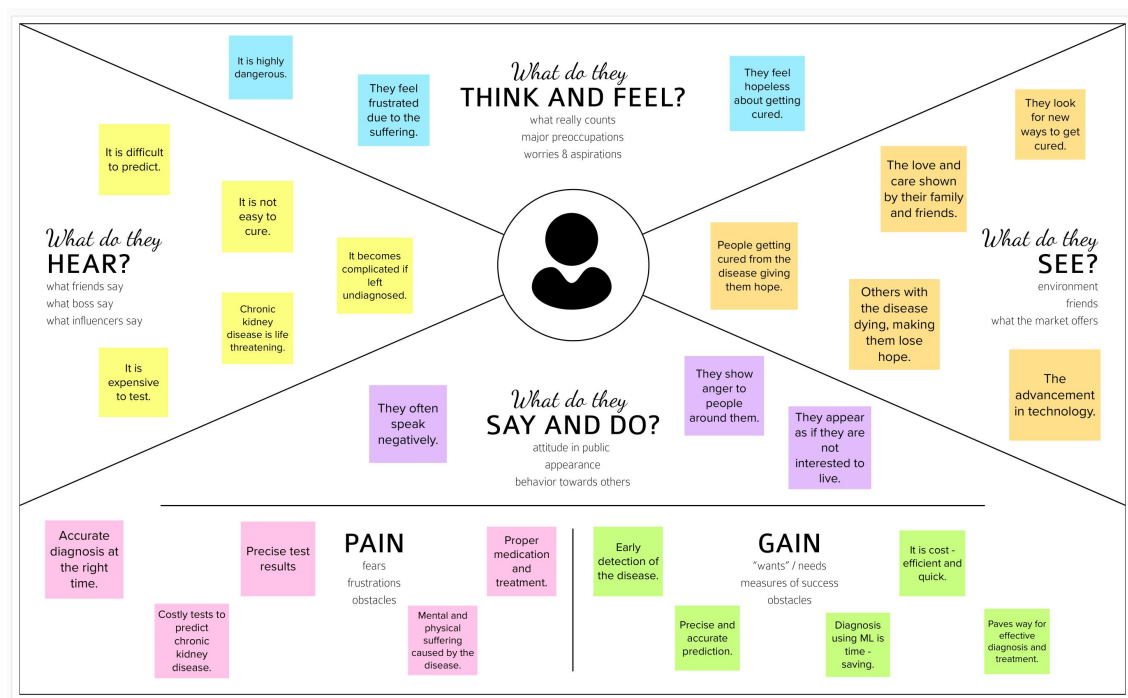 It is highly
dangerous.
They feel
frustrated
due to the
suffering.
What do they
THINK AND FEEL?
what really counts
major preoccupations
worries & aspirations
They feel
hopeless
about getting
cured.
They look
for new
ways to get
cured.
The love and
care shown
by their family
and friends.
What do they
SEE?
environment
friends
what the market offers
People getting
cured from the
disease giving
them hope.
Others with
the disease
dying, making
them lose
hope.
The
advancement
in technology.
It is difficult
to predict.
It is not
easy to
cure.
What do they
HEAR?
what friends say
what boss say
what influencers say
It becomes
complicated if
left
undiagnosed.
Chronic
kidney
disease is life
threatening.
It is
expensive
to test.
They often
speak
negatively.
What do they
SAY AND DO?
attitude in public
appearance
behavior towards others
They show
anger to
people
around them.
They appear
as if they are
not
interested to
live.
Accurate
diagnosis at
the right
time.
Precise test
results
PAIN
fears
frustrations
obstacles
Proper
medication
and
treatment.
Costly tests to
predict
chronic
kidney
disease.
Mental and
physical
suffering
caused by the
disease.
Early
detection of
the disease.
GAIN
"wants" / needs
measures of success
obstacles
It is cost -
efficient and
quick.
Precise and
accurate
prediction.
Diagnosis
using ML is
time -
saving.
Paves way for
effective
diagnosis and
treatment.